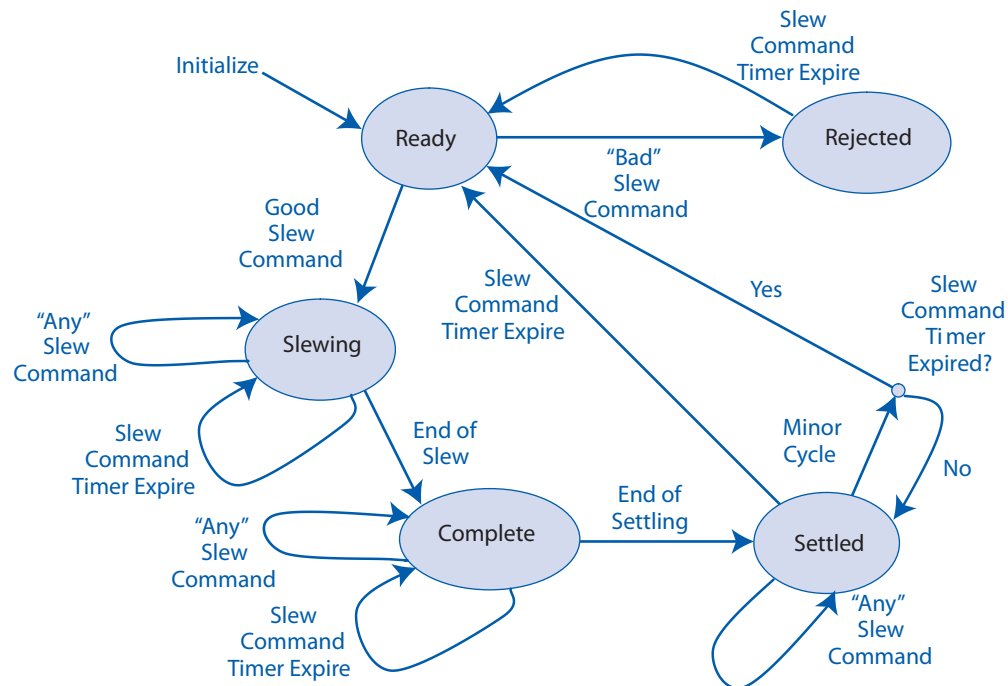 Slew
Command
Timer Expire
Initialize
Ready
Rejected
“Bad”
Slew
Command
Good
Slew
Command
Slew
Command
Timer Expire
Yes
Slew
Command
Timer
Expired?
“Any”
Slew
Command
Slewing
Slew
Command
Timer Expire
End of
Slew
Minor
Cycle
No
“Any”
Slew
Command
Complete
End of
Settling
Settled
Slew
Command
Timer Expire
“Any”
Slew
Command